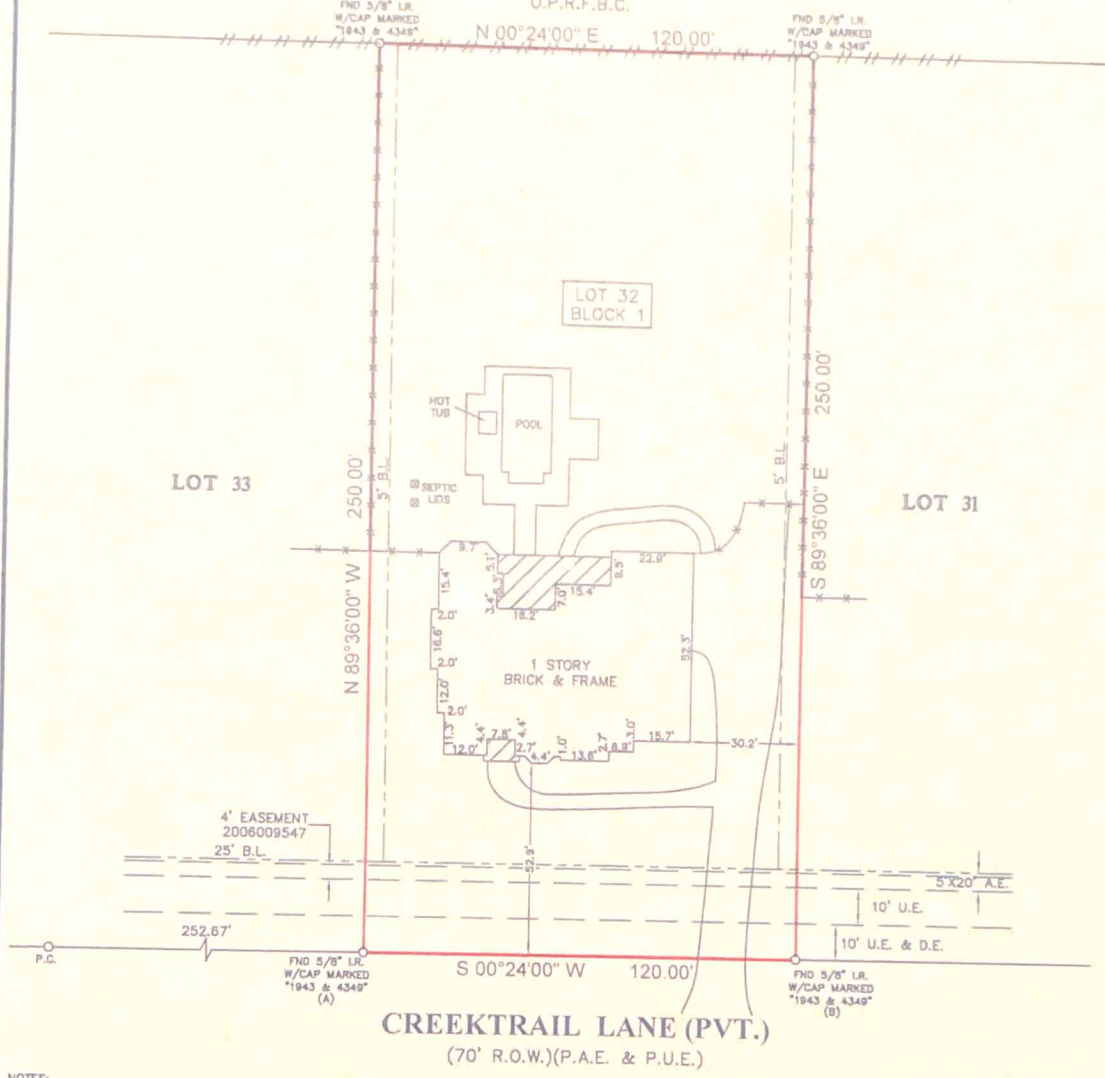 O.P.R.F.B.C.
FND 5/8" I.R.
W/CAP MARKED
"1943 & 4349"
N 00°24'00" E 120.00'
FND 5/8" I.R.
W/CAP MARKED
"1943 & 4349"
LOT 32
BLOCK 1
HOT
TUB
POOL
SEPTIC
LIDS
LOT 33
LOT 31
N 89°36'00" W 250.00'
5' B.L.
5' B.L.
S 89°36'00" E 250.00'
9.7'
5.1'
6.3'
3.4'
16.2'
7.0'
15.4'
9.5'
22.9'
15.4'
2.0'
16.6'
2.0'
12.0'
2.0'
11.3'
12.0'
4.4'
7.8'
4.4'
2.7'
4.4'
1.0'
13.6'
2.7'
8.9'
3.0'
15.7'
52.3'
30.2'
1 STORY
BRICK & FRAME
52.9'
4' EASEMENT
2006009547
25' B.L.
5'X20' A.E.
10' U.E.
10' U.E. & D.E.
252.67'
P.C.
FND 5/8" I.R.
W/CAP MARKED
"1943 & 4349"
(A)
S 00°24'00" W 120.00'
FND 5/8" I.R.
W/CAP MARKED
"1943 & 4349"
(B)
CREEKTRAIL LANE (PVT.)
(70' R.O.W.)(P.A.E. & P.U.E.)
NOTES: